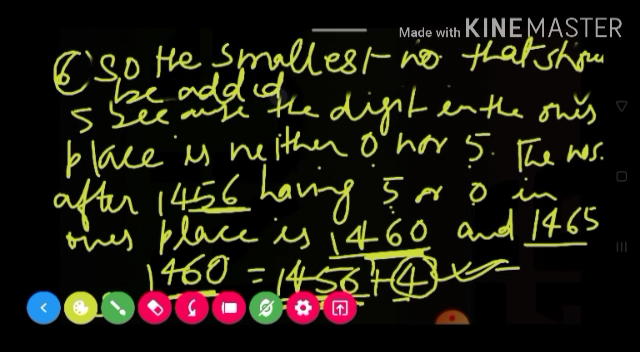 Made with KINEMASTER
6 So the smallest no that shou
be added
5 because the digit in the ones
place is neither 0 nor 5. The nos.
after 1456 having 5 or 0 in
ones place is 1460 and 1465
1460 = 1456 + 4